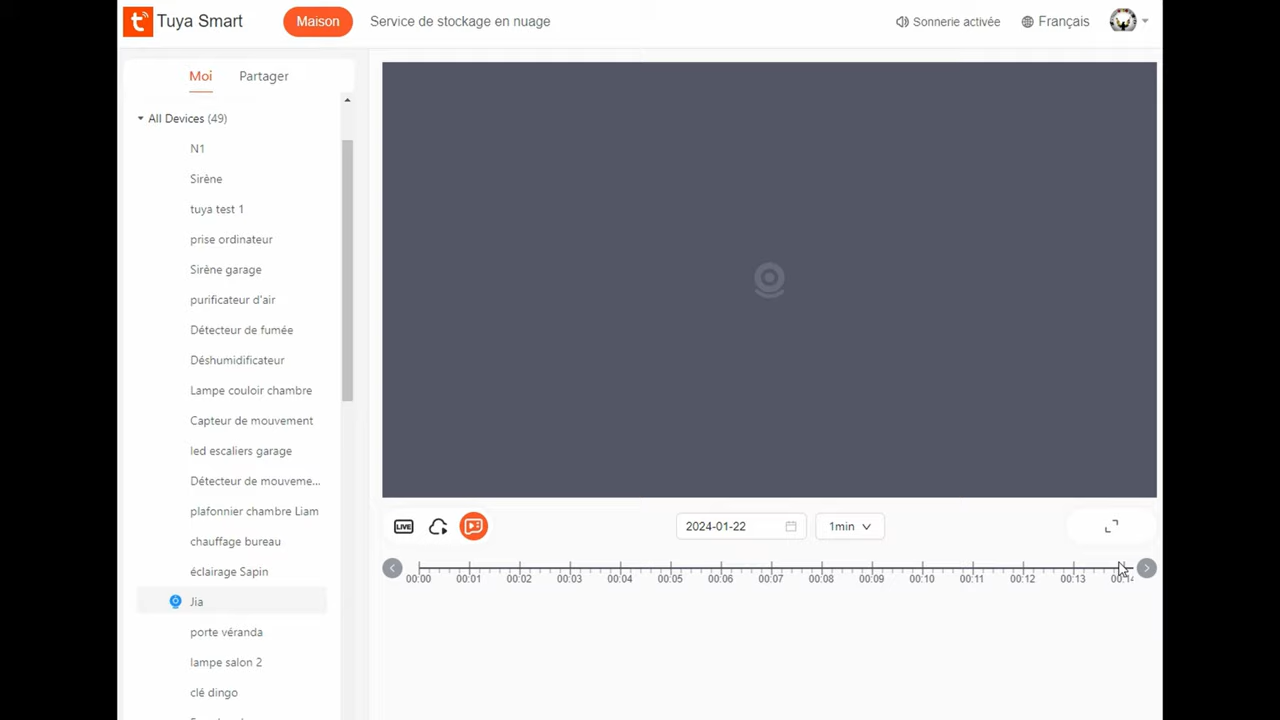 Tuya Smart
Maison
Service de stockage en nuage
Sonnerie activée
Français
Moi
Partager
All Devices (49)
N1
Sirène
tuya test 1
prise ordinateur
Sirène garage
purificateur d'air
Détecteur de fumée
Déshumidificateur
Lampe couloir chambre
Capteur de mouvement
led escaliers garage
Détecteur de mouveme...
plafonnier chambre Liam
chauffage bureau
éclairage Sapin
Jia
porte véranda
lampe salon 2
clé dingo
LIVE
2024-01-22
1min
00:00 00:01 00:02 00:03 00:04 00:05 00:06 00:07 00:08 00:09 00:10 00:11 00:12 00:13